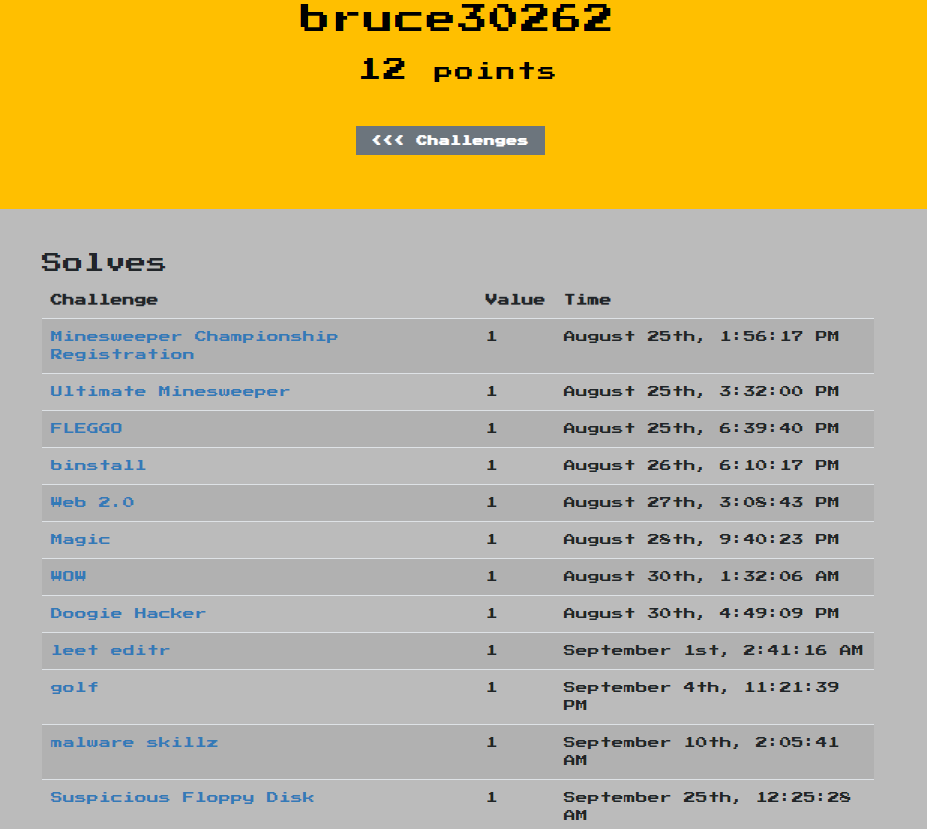 bruce30262
12 points
<<< Challenges
Solves
Challenge Value Time
Minesweeper Championship Registration 1 August 25th, 1:56:17 PM
Ultimate Minesweeper 1 August 25th, 3:32:00 PM
FLEGGO 1 August 25th, 6:39:40 PM
binstall 1 August 26th, 6:10:17 PM
Web 2.0 1 August 27th, 3:08:43 PM
Magic 1 August 28th, 9:40:23 PM
WOW 1 August 30th, 1:32:06 AM
Doogie Hacker 1 August 30th, 4:49:09 PM
leet editr 1 September 1st, 2:41:16 AM
golf 1 September 4th, 11:21:39 PM
malware skillz 1 September 10th, 2:05:41 AM
Suspicious Floppy Disk 1 September 25th, 12:25:28 AM